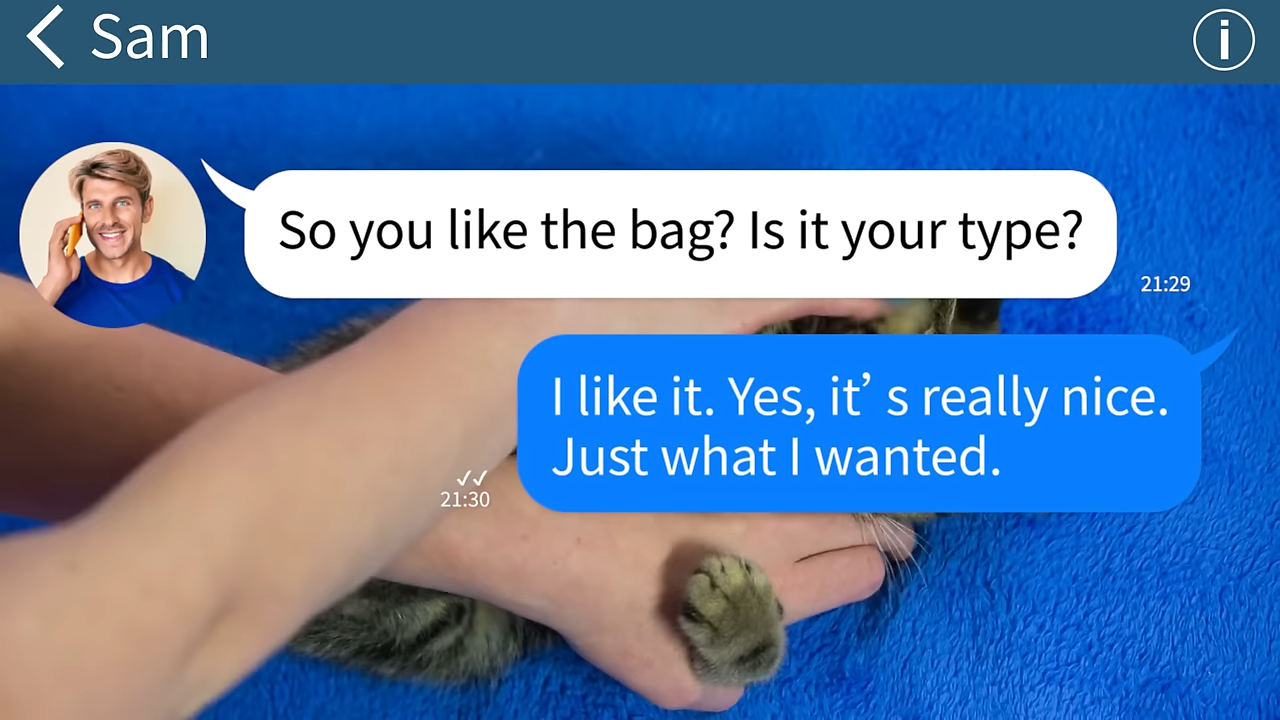 Sam
So you like the bag? Is it your type?
21:29
I like it. Yes, it’s really nice.
Just what I wanted.
21:30